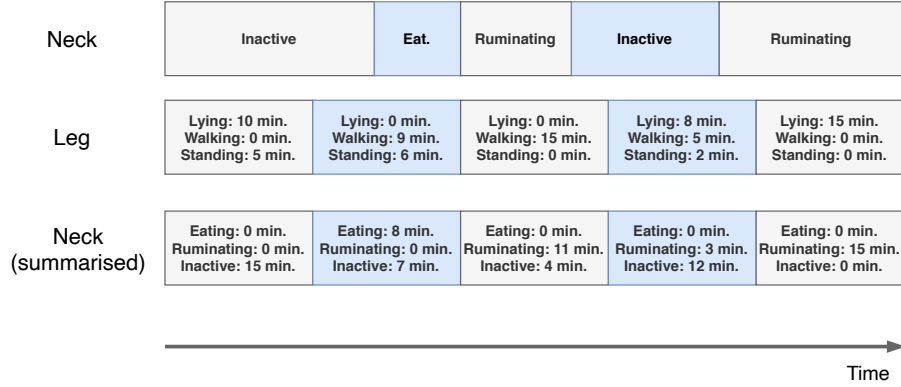 Neck
Inactive
Eat.
Ruminating
Inactive
Ruminating
Leg
Lying: 10 min.
Walking: 0 min.
Standing: 5 min.
Lying: 0 min.
Walking: 9 min.
Standing: 6 min.
Lying: 0 min.
Walking: 15 min.
Standing: 0 min.
Lying: 8 min.
Walking: 5 min.
Standing: 2 min.
Lying: 15 min.
Walking: 0 min.
Standing: 0 min.
Neck
(summarised)
Eating: 0 min.
Ruminating: 0 min.
Inactive: 15 min.
Eating: 8 min.
Ruminating: 0 min.
Inactive: 7 min.
Eating: 0 min.
Ruminating: 11 min.
Inactive: 4 min.
Eating: 0 min.
Ruminating: 3 min.
Inactive: 12 min.
Eating: 0 min.
Ruminating: 15 min.
Inactive: 0 min.
Time